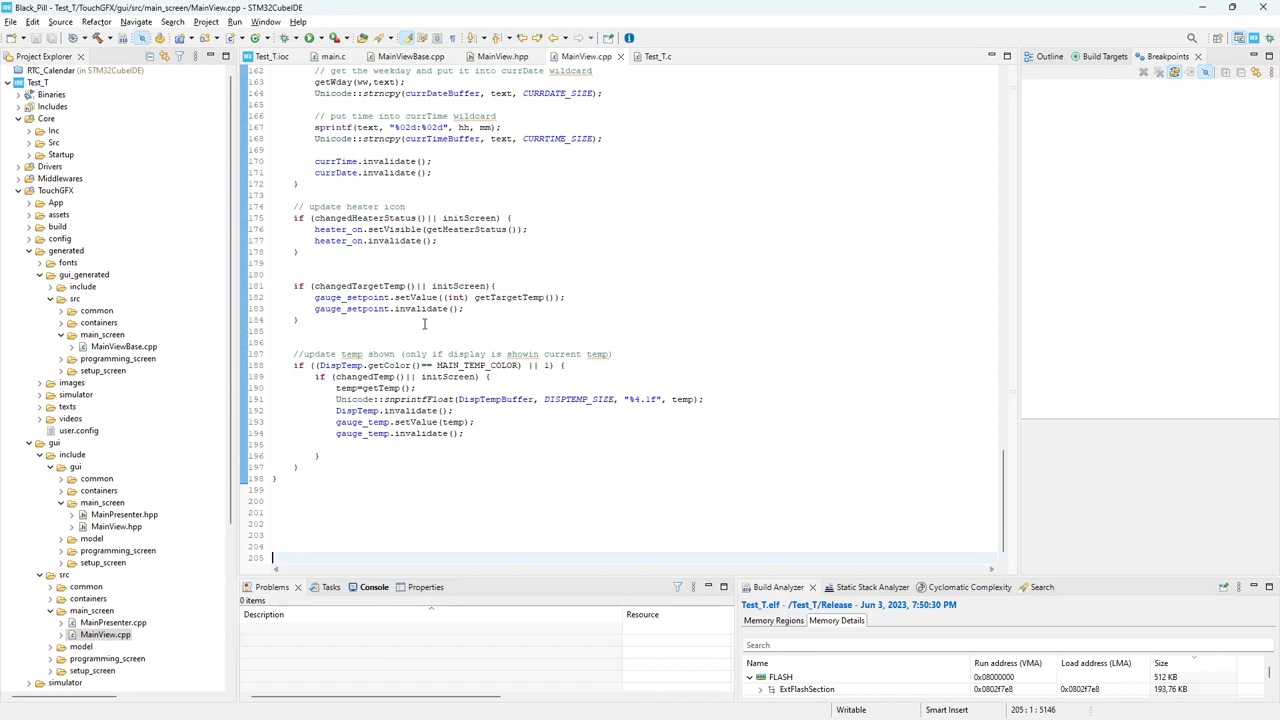 Black_Pill - Test_T/TouchGFX/gui/src/main_screen/MainView.cpp - STM32CubeIDE
File Edit Source Refactor Navigate Search Project Run Window Help
Project Explorer
RTC_Calendar (in STM32CubeIDE)
Test_T
Binaries
Includes
Core
Inc
Src
Startup
Drivers
Middlewares
TouchGFX
App
assets
build
config
generated
fonts
gui_generated
include
src
common
containers
main_screen
MainViewBase.cpp
programming_screen
setup_screen
images
simulator
texts
videos
user.config
gui
include
gui
common
containers
main_screen
MainPresenter.hpp
MainView.hpp
model
programming_screen
setup_screen
src
common
containers
main_screen
MainPresenter.cpp
MainView.cpp
model
programming_screen
setup_screen
simulator
Test_T.ioc main.c MainViewBase.cpp MainView.hpp MainView.cpp Test_T.c
162 // get the weekday and put it into currDate wildcard
163 getWday(ww,text);
164 Unicode::strncpy(currDateBuffer, text, CURRDATE_SIZE);
165
166 // put time into currTime wildcard
167 sprintf(text, "%02d:%02d", hh, mm);
168 Unicode::strncpy(currTimeBuffer, text, CURRTIME_SIZE);
169
170 currTime.invalidate();
171 currDate.invalidate();
172 }
173
174 // update heater icon
175 if (changedHeaterStatus()|| initScreen) {
176 heater_on.setVisible(getHeaterStatus());
177 heater_on.invalidate();
178 }
179
180
181 if (changedTargetTemp()|| initScreen){
182 gauge_setpoint.setValue((int) getTargetTemp());
183 gauge_setpoint.invalidate();
184 }
185
186
187 //update temp shown (only if display is showin current temp)
188 if ((DispTemp.getColor()== MAIN_TEMP_COLOR) || 1) {
189 if (changedTemp()|| initScreen) {
190 temp=getTemp();
191 Unicode::snprintfFloat(DispTempBuffer, DISPTEMP_SIZE, "%4.1f", temp);
192 DispTemp.invalidate();
193 gauge_temp.setValue(temp);
194 gauge_temp.invalidate();
195
196 }
197 }
198 }
199
200
201
202
203
204
205
Outline Build Targets Breakpoints
Problems Tasks Console Properties
0 items
Description Resource
Build Analyzer Static Stack Analyzer Cyclomatic Complexity Search
Test_T.elf - /Test_T/Release - Jun 3, 2023, 7:50:30 PM
Memory Regions Memory Details
Search
Name Run address (VMA) Load address (LMA) Size
FLASH 0x08000000 512 KB
ExtFlashSection 0x0802f7e8 0x0802f7e8 193,76 KB
Writable Smart Insert 205 : 1 : 5146